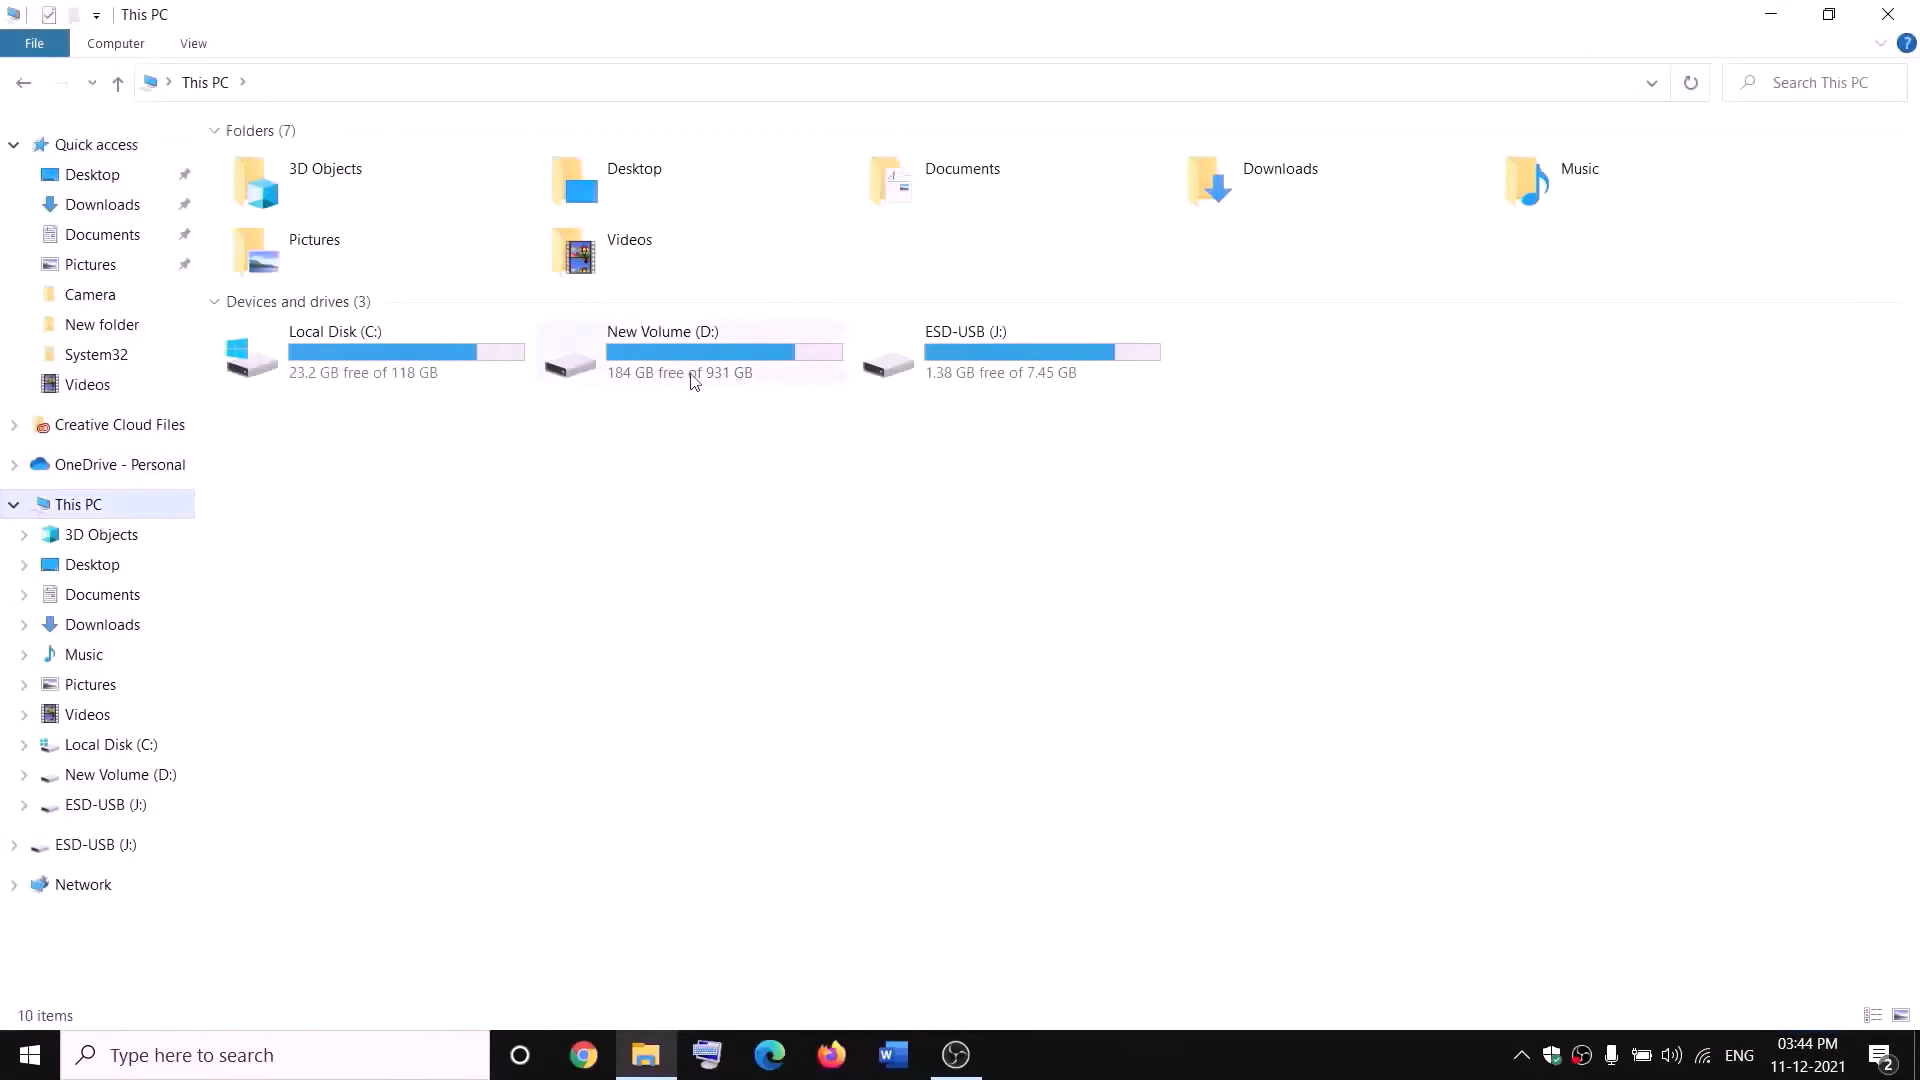 This PC
File Computer View
This PC
Search This PC
Quick access
Desktop
Downloads
Documents
Pictures
Camera
New folder
System32
Videos
Creative Cloud Files
OneDrive - Personal
This PC
3D Objects
Desktop
Documents
Downloads
Music
Pictures
Videos
Local Disk (C:)
New Volume (D:)
ESD-USB (J:)
ESD-USB (J:)
Network
Folders (7)
3D Objects
Desktop
Documents
Downloads
Music
Pictures
Videos
Devices and drives (3)
Local Disk (C:)
23.2 GB free of 118 GB
New Volume (D:)
184 GB free of 931 GB
ESD-USB (J:)
1.38 GB free of 7.45 GB
10 items
Type here to search
ENG
03:44 PM
11-12-2021
2